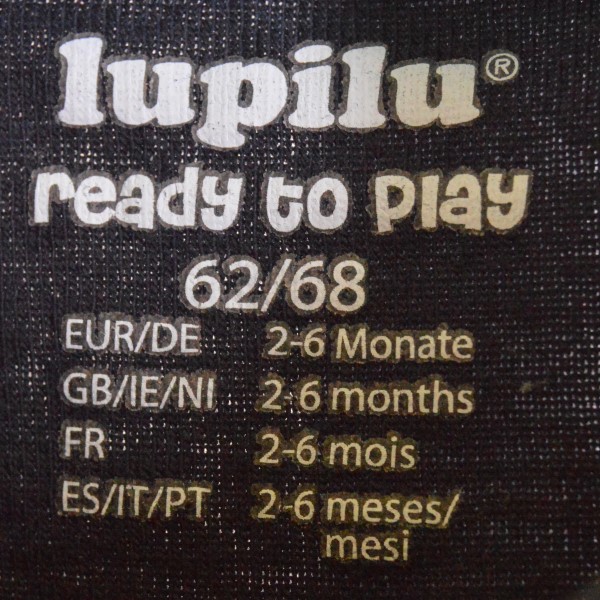 lupilu®
ready to play
62/68
EUR/DE 2-6 Monate
GB/IE/NI 2-6 months
FR 2-6 mois
ES/IT/PT 2-6 meses/
mesi